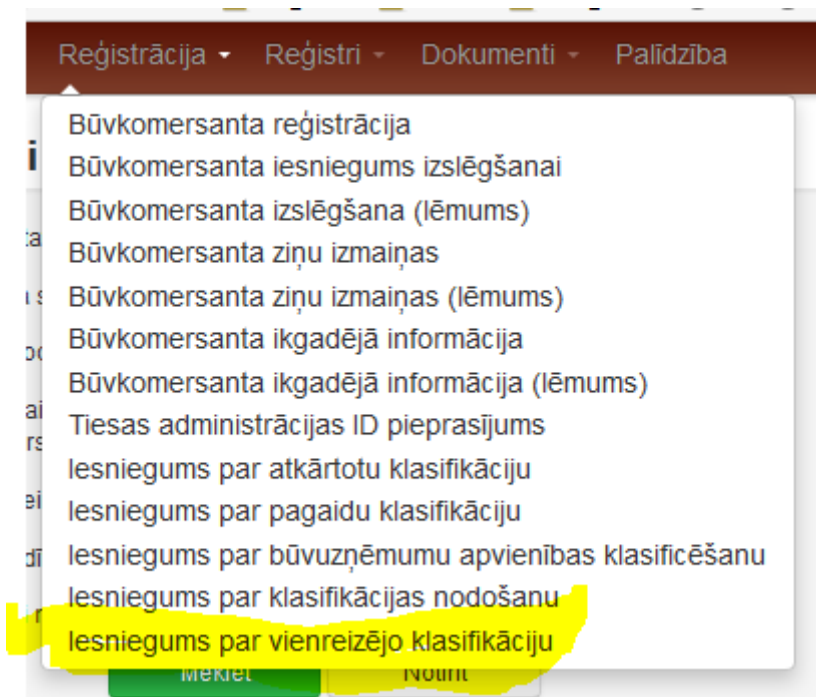 Reģistrācija Reģistri Dokumenti Palīdzība
Būvkomersanta reģistrācija
Būvkomersanta iesniegums izslēgšanai
Būvkomersanta izslēgšana (lēmums)
Būvkomersanta ziņu izmaiņas
Būvkomersanta ziņu izmaiņas (lēmums)
Būvkomersanta ikgadējā informācija
Būvkomersanta ikgadējā informācija (lēmums)
Tiesas administrācijas ID pieprasījums
Iesniegums par atkārtotu klasifikāciju
Iesniegums par pagaidu klasifikāciju
Iesniegums par būvuzņēmumu apvienības klasificēšanu
Iesniegums par klasifikācijas nodošanu
Iesniegums par vienreizējo klasifikāciju
Meklēt Notīrīt